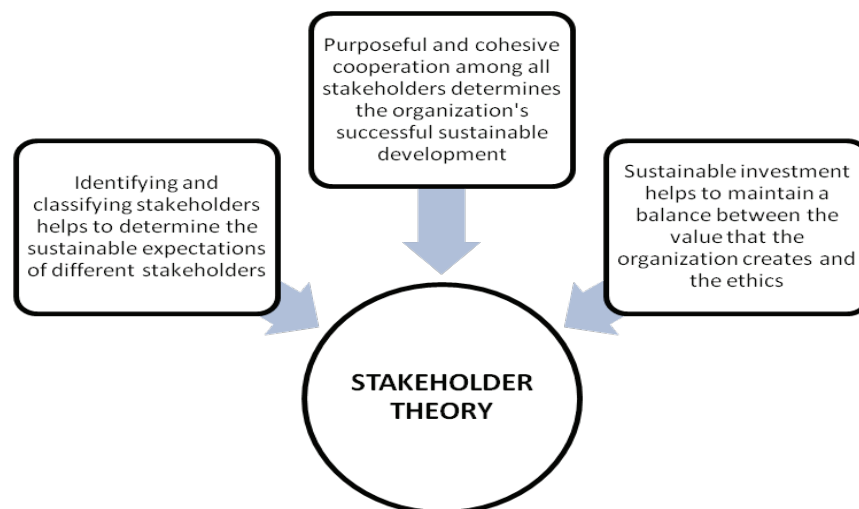 Purposeful and cohesive
cooperation among all
stakeholders determines
the organization's
successful sustainable
development
Identifying and
classifying stakeholders
helps to determine the
sustainable expectations
of different stakeholders
Sustainable investment
helps to maintain a
balance between the
value that the
organization creates and
the ethics
STAKEHOLDER
THEORY